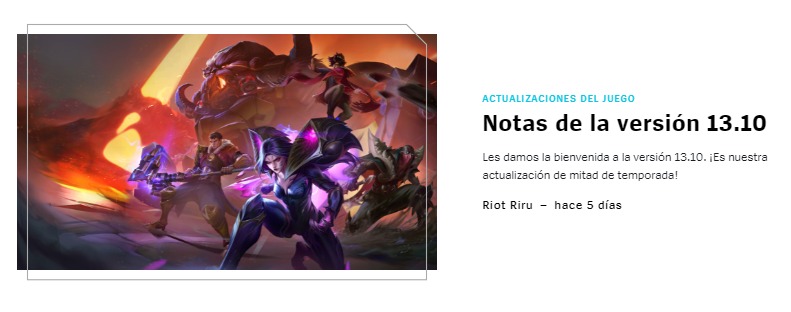 ACTUALIZACIONES DEL JUEGO
Notas de la versión 13.10
Les damos la bienvenida a la versión 13.10. ¡Es nuestra
actualización de mitad de temporada!
Riot Riru – hace 5 días